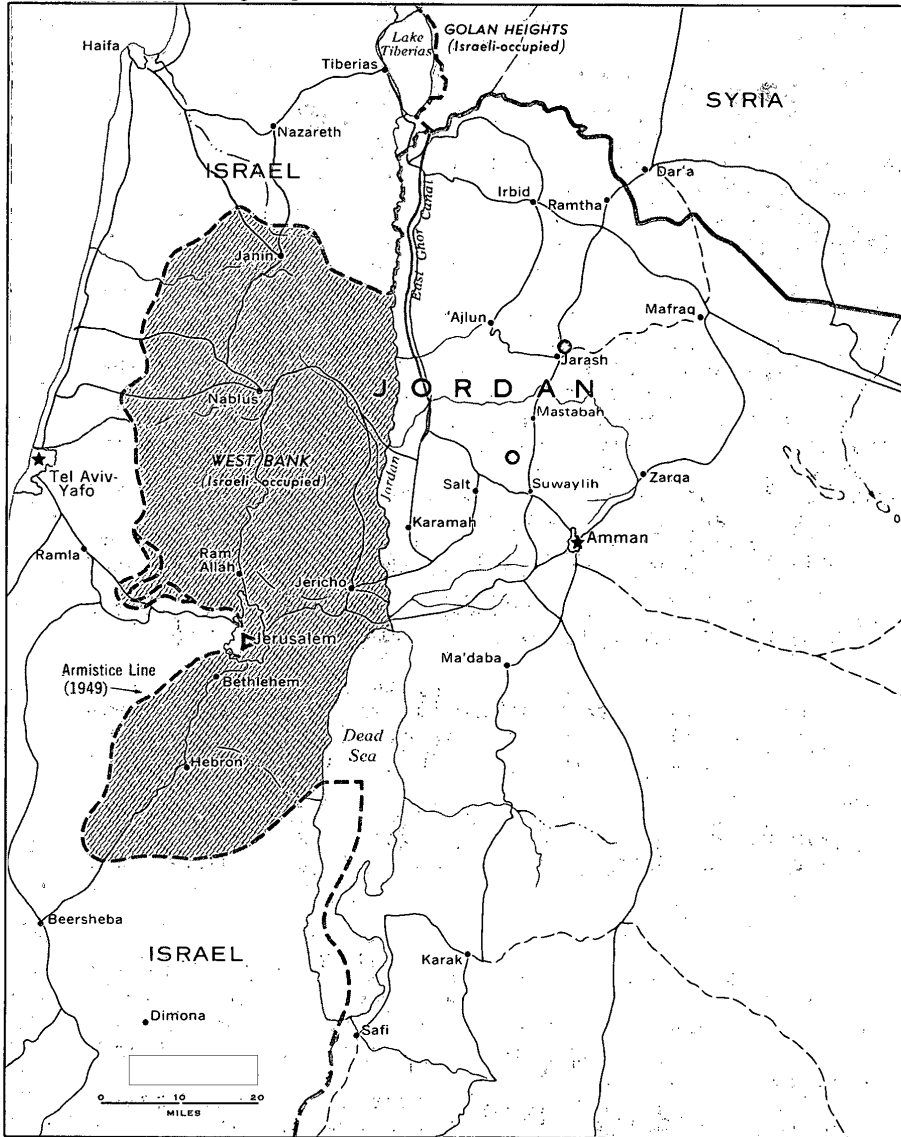 GOLAN HEIGHTS
(Israeli-occupied)
Lake
Tiberias
Haifa
Tiberias
SYRIA
Nazareth
ISRAEL
Dar'a
Irbid
Ramtha
East Ghor Canal
Janin
'Ajlun
Mafraq
Jarash
JORDAN
Nablus
Mastabah
WEST BANK
(Israeli-occupied)
Tel Aviv-
Yafo
Jordan
Salt
Suwaylih
Zarqa
Karamah
Amman
Ramla
Ram
Allah
Jericho
Jerusalem
Ma'daba
Armistice Line
(1949)
Bethlehem
Dead
Sea
Hebron
Beersheba
ISRAEL
Karak
Dimona
Safi
0 10 20
MILES